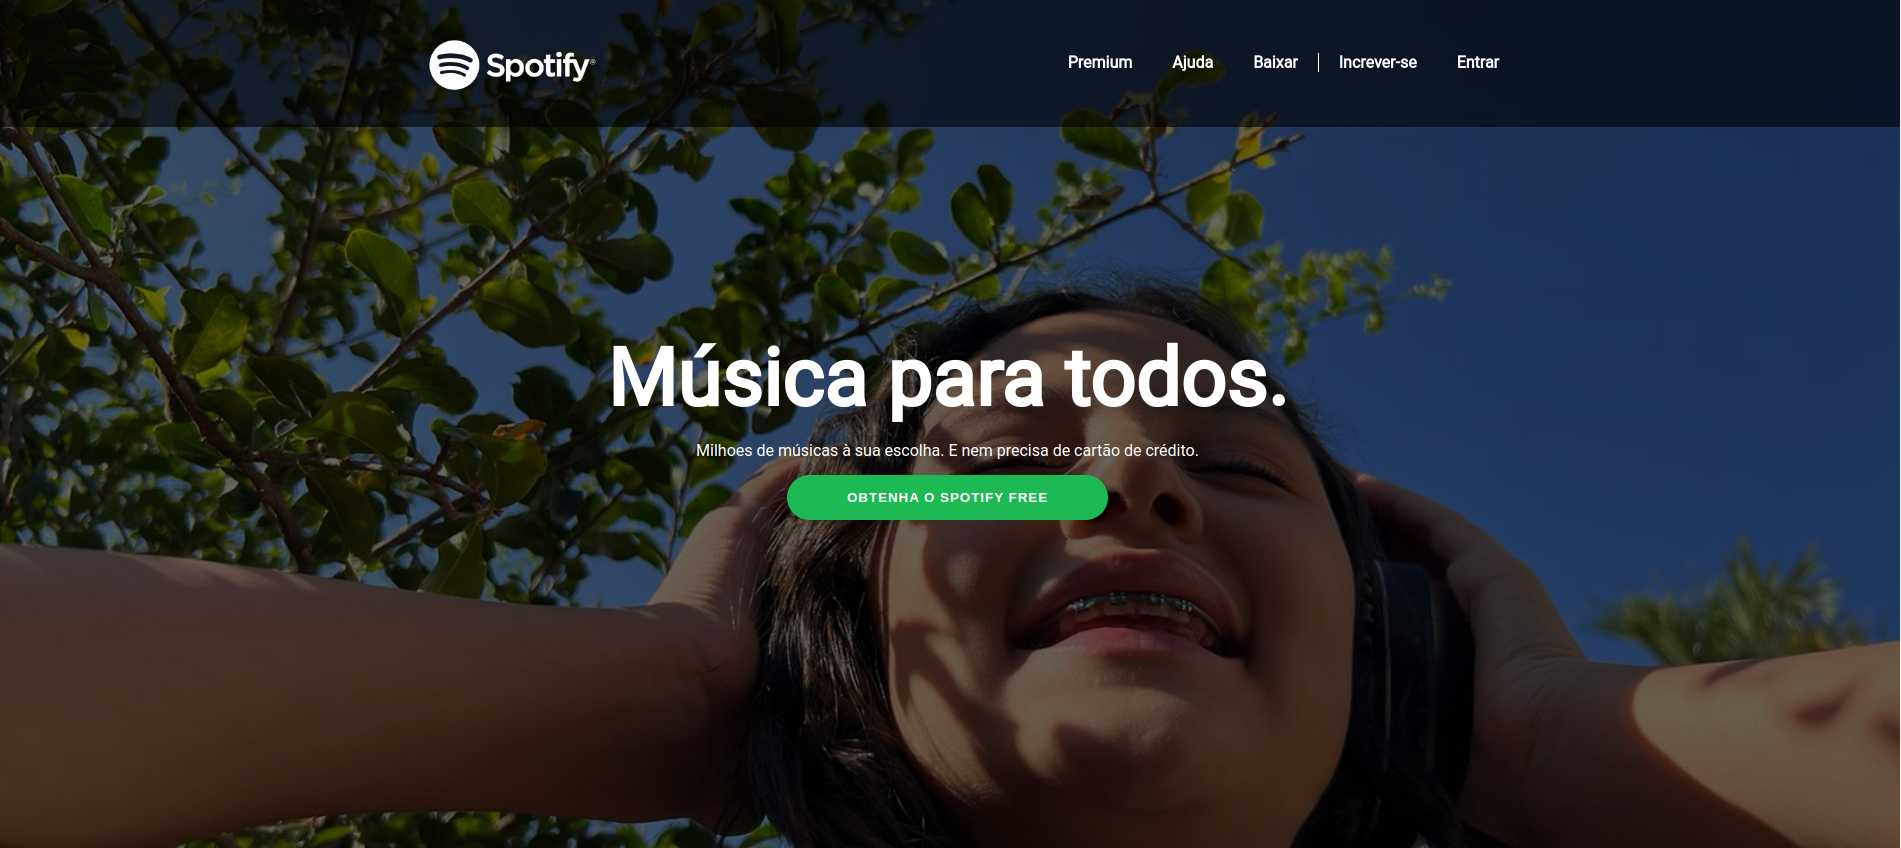 Spotify®
Premium Ajuda Baixar Increver-se Entrar
Música para todos.
Milhoes de músicas à sua escolha. E nem precisa de cartão de crédito.
OBTENHA O SPOTIFY FREE